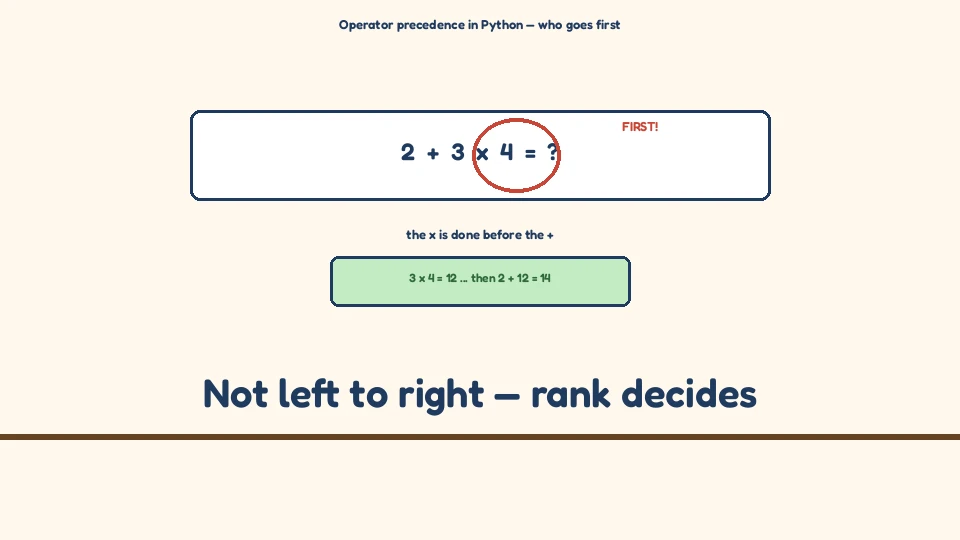 Operator precedence in Python — who goes first
FIRST!
2 + 3 x 4 = ?
the x is done before the +
3 x 4 = 12 ... then 2 + 12 = 14
Not left to right — rank decides